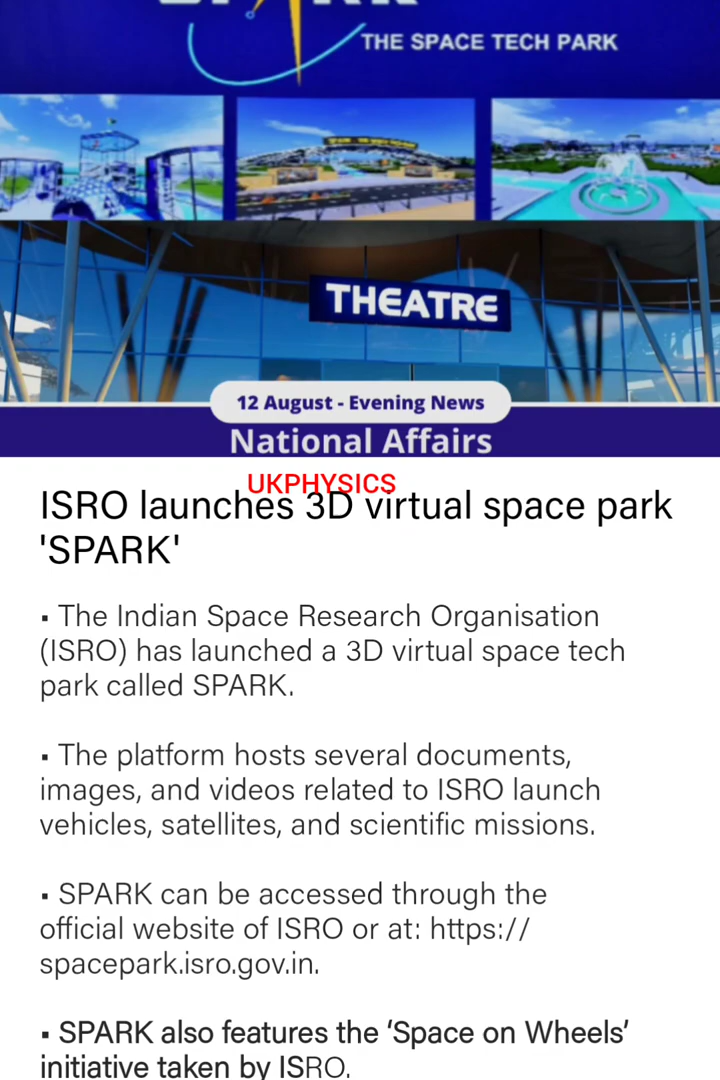 THE SPACE TECH PARK
THEATRE
12 August - Evening News
National Affairs
UKPHYSICS
ISRO launches 3D virtual space park
'SPARK'
▪ The Indian Space Research Organisation
(ISRO) has launched a 3D virtual space tech
park called SPARK.
▪ The platform hosts several documents,
images, and videos related to ISRO launch
vehicles, satellites, and scientific missions.
▪ SPARK can be accessed through the
official website of ISRO or at: https://
spacepark.isro.gov.in.
▪ SPARK also features the ‘Space on Wheels’
initiative taken by ISRO.